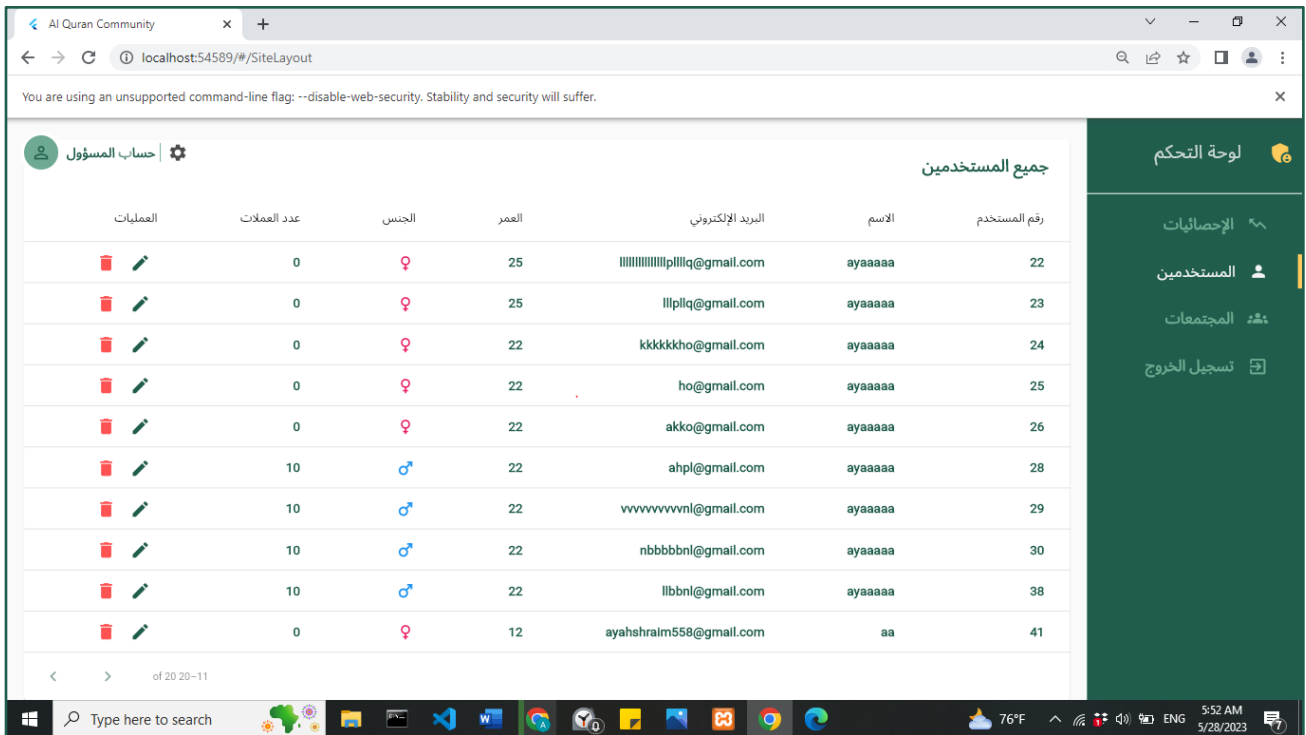 Al Quran Community
localhost:54589/#/SiteLayout
You are using an unsupported command-line flag: --disable-web-security. Stability and security will suffer.
لوحة التحكم
الإحصائيات
المستخدمين
المجتمعات
تسجيل الخروج
حساب المسؤول
جميع المستخدمين
رقم المستخدم الاسم البريد الإلكتروني العمر الجنس عدد العملات العمليات
22 ayaaaaa 25 0
23 ayaaaaa lllpllq@gmail.com 25 0
24 ayaaaaa kkkkkkho@gmail.com 22 0
25 ayaaaaa ho@gmail.com 22 0
26 ayaaaaa akko@gmail.com 22 0
28 ayaaaaa ahpl@gmail.com 22 10
29 ayaaaaa vvvvvvvvvnl@gmail.com 22 10
30 ayaaaaa nbbbbbnl@gmail.com 22 10
38 ayaaaaa llbbnl@gmail.com 22 10
41 aa ayahshraim558@gmail.com 12 0
of 20 20–11
Type here to search
76°F
ENG
5:52 AM
5/28/2023